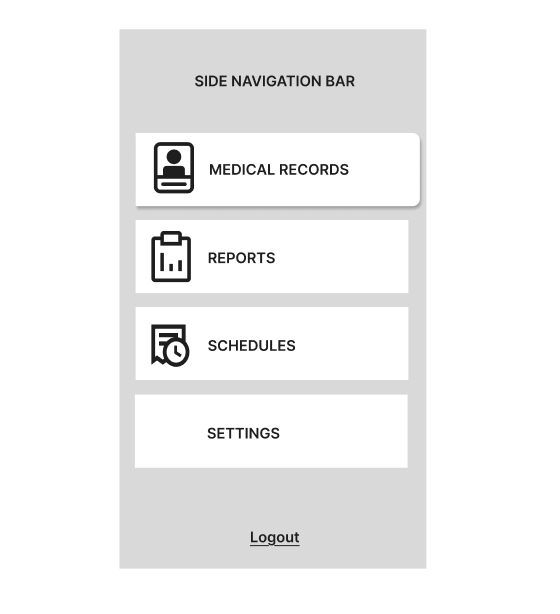 SIDE NAVIGATION BAR
MEDICAL RECORDS
REPORTS
SCHEDULES
SETTINGS
Logout